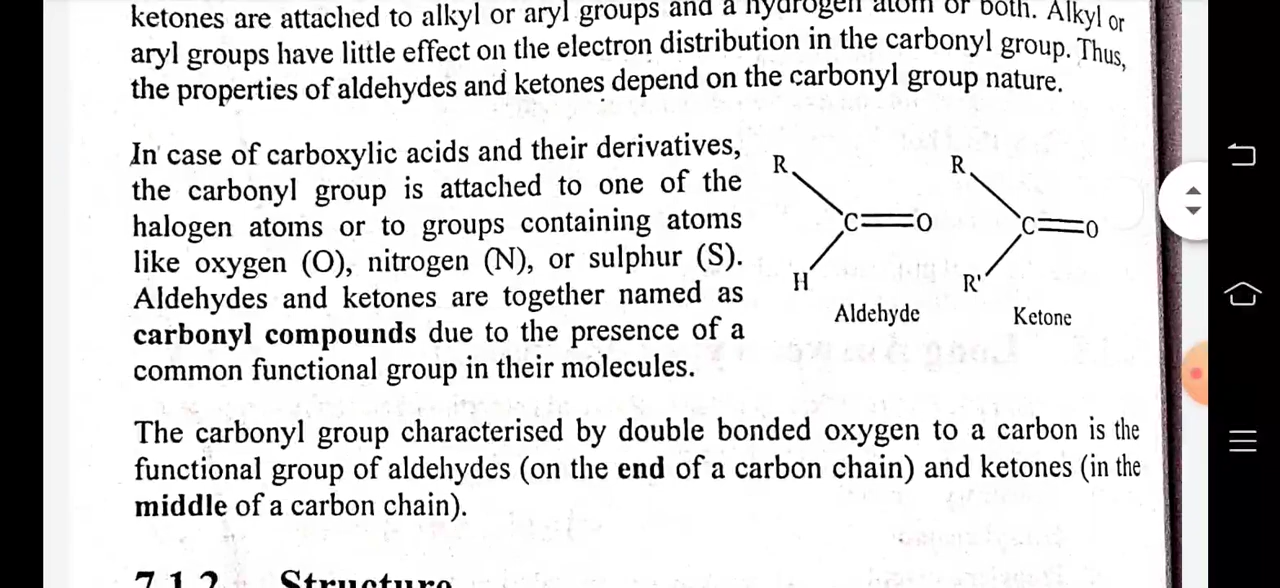 ketones are attached to alkyl or aryl groups and a hydrogen atom or both. Alkyl or
aryl groups have little effect on the electron distribution in the carbonyl group. Thus,
the properties of aldehydes and ketones depend on the carbonyl group nature.
In case of carboxylic acids and their derivatives,
the carbonyl group is attached to one of the
halogen atoms or to groups containing atoms
like oxygen (O), nitrogen (N), or sulphur (S).
Aldehydes and ketones are together named as
carbonyl compounds due to the presence of a
common functional group in their molecules.
R
C=O
H
Aldehyde
R
C=O
R'
Ketone
The carbonyl group characterised by double bonded oxygen to a carbon is the
functional group of aldehydes (on the end of a carbon chain) and ketones (in the
middle of a carbon chain).
7.1.2 Structure